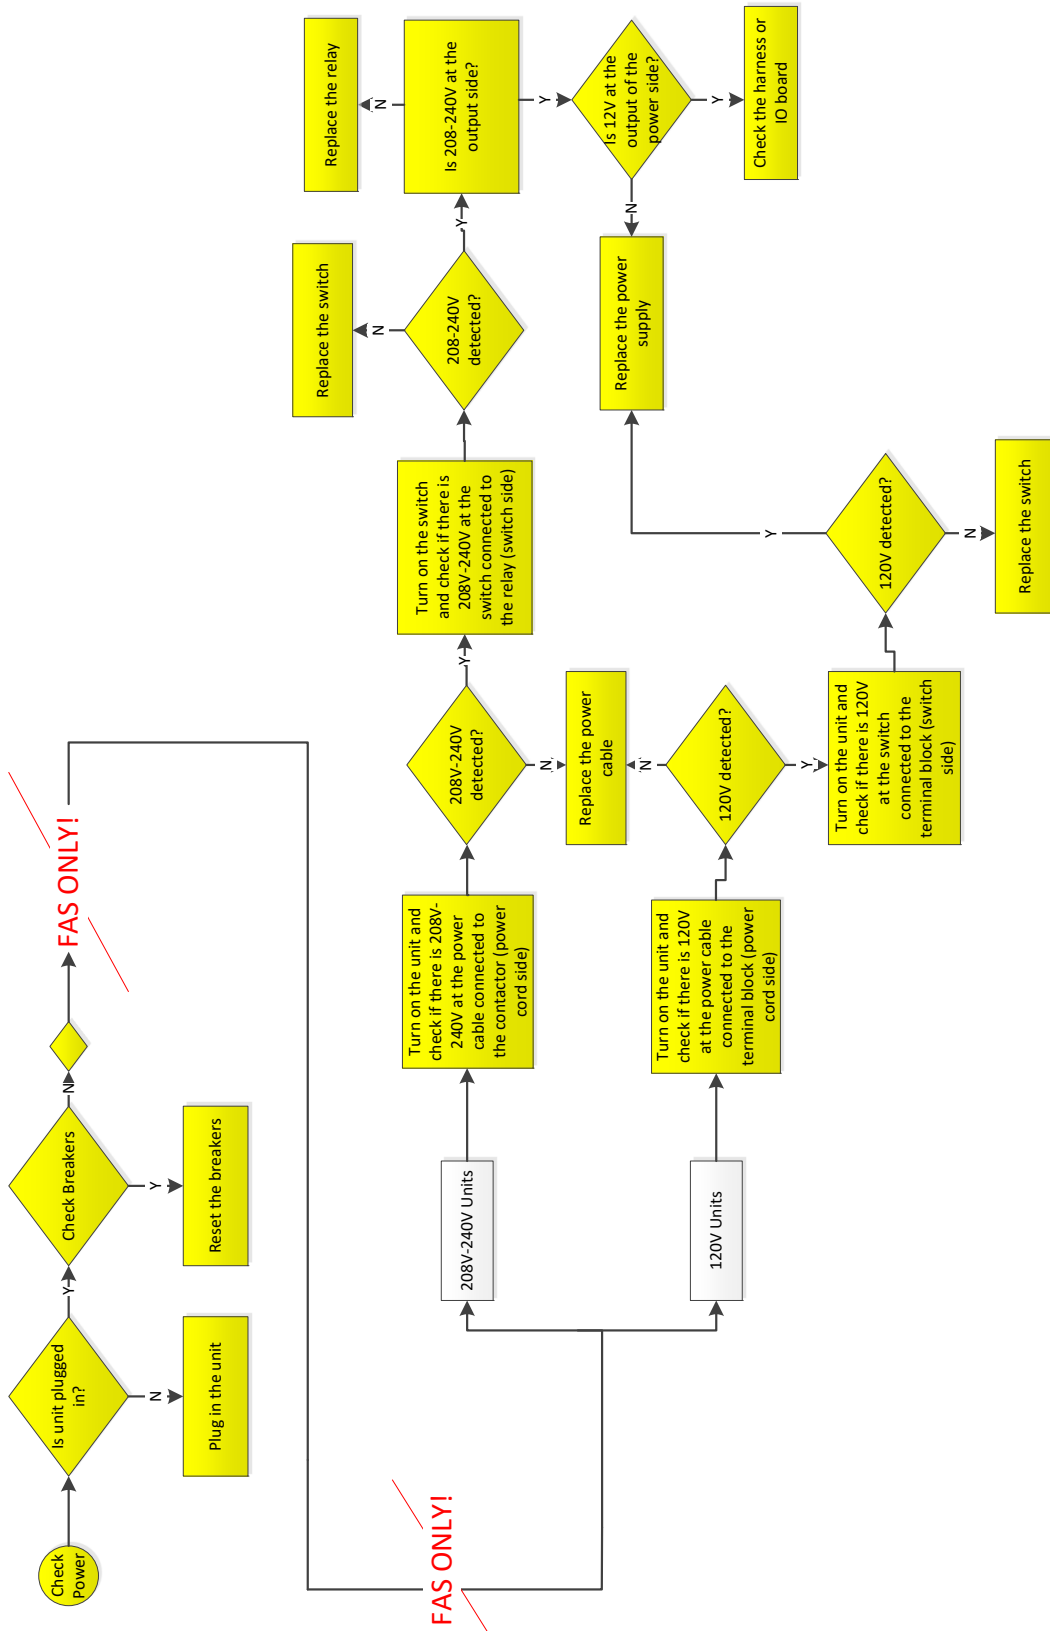 Check
Power
Is unit plugged
in?
N
Plug in the unit
Y
Check Breakers
Y
Reset the breakers
N
FAS ONLY!
FAS ONLY!
208V-240V Units
Turn on the unit and
check if there is 208V-
240V at the power
cable connected to
the contactor (power
cord side)
208V-240V
detected?
N
Replace the power
cable
Y
Turn on the switch
and check if there is
208V-240V at the
switch connected to
the relay (switch side)
208-240V
detected?
N
Replace the switch
Y
Is 208-240V at the
output side?
N
Replace the relay
Y
Is 12V at the
output of the
power side?
N
Replace the power
supply
Y
Check the harness or
IO board
120V Units
Turn on the unit and
check if there is 120V
at the power cable
connected to the
terminal block (power
cord side)
120V detected?
N
Y
Turn on the unit and
check if there is 120V
at the switch
connected to the
terminal block (switch
side)
120V detected?
Y
N
Replace the switch